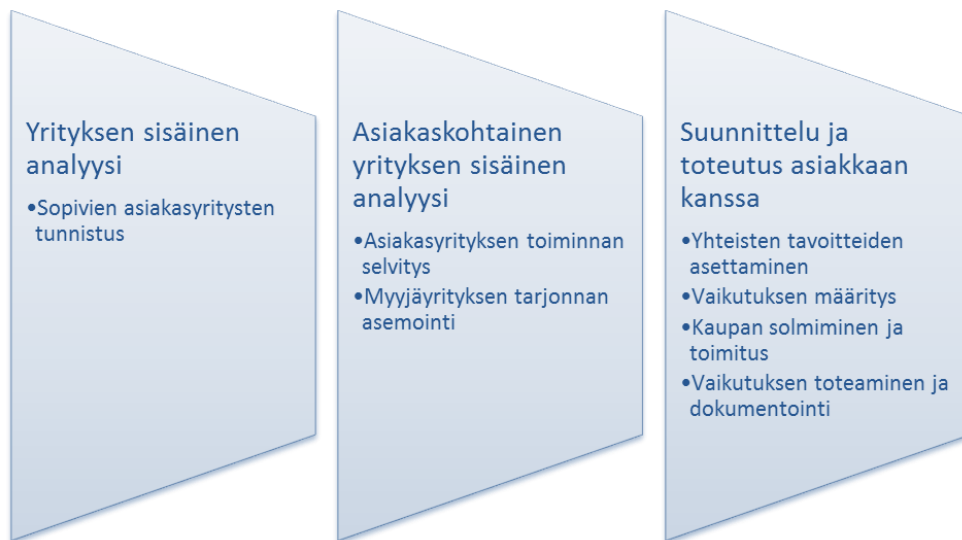 Yrityksen sisäinen
analyysi
•Sopivien asiakasyritysten
tunnistus
Asiakaskohtainen
yrityksen sisäinen
analyysi
•Asiakasyrityksen toiminnan
selvitys
•Myyjäyrityksen tarjonnan
asemointi
Suunnittelu ja
toteutus asiakkaan
kanssa
•Yhteisten tavoitteiden
asettaminen
•Vaikutuksen määritys
•Kaupan solmiminen ja
toimitus
•Vaikutuksen toteaminen ja
dokumentointi